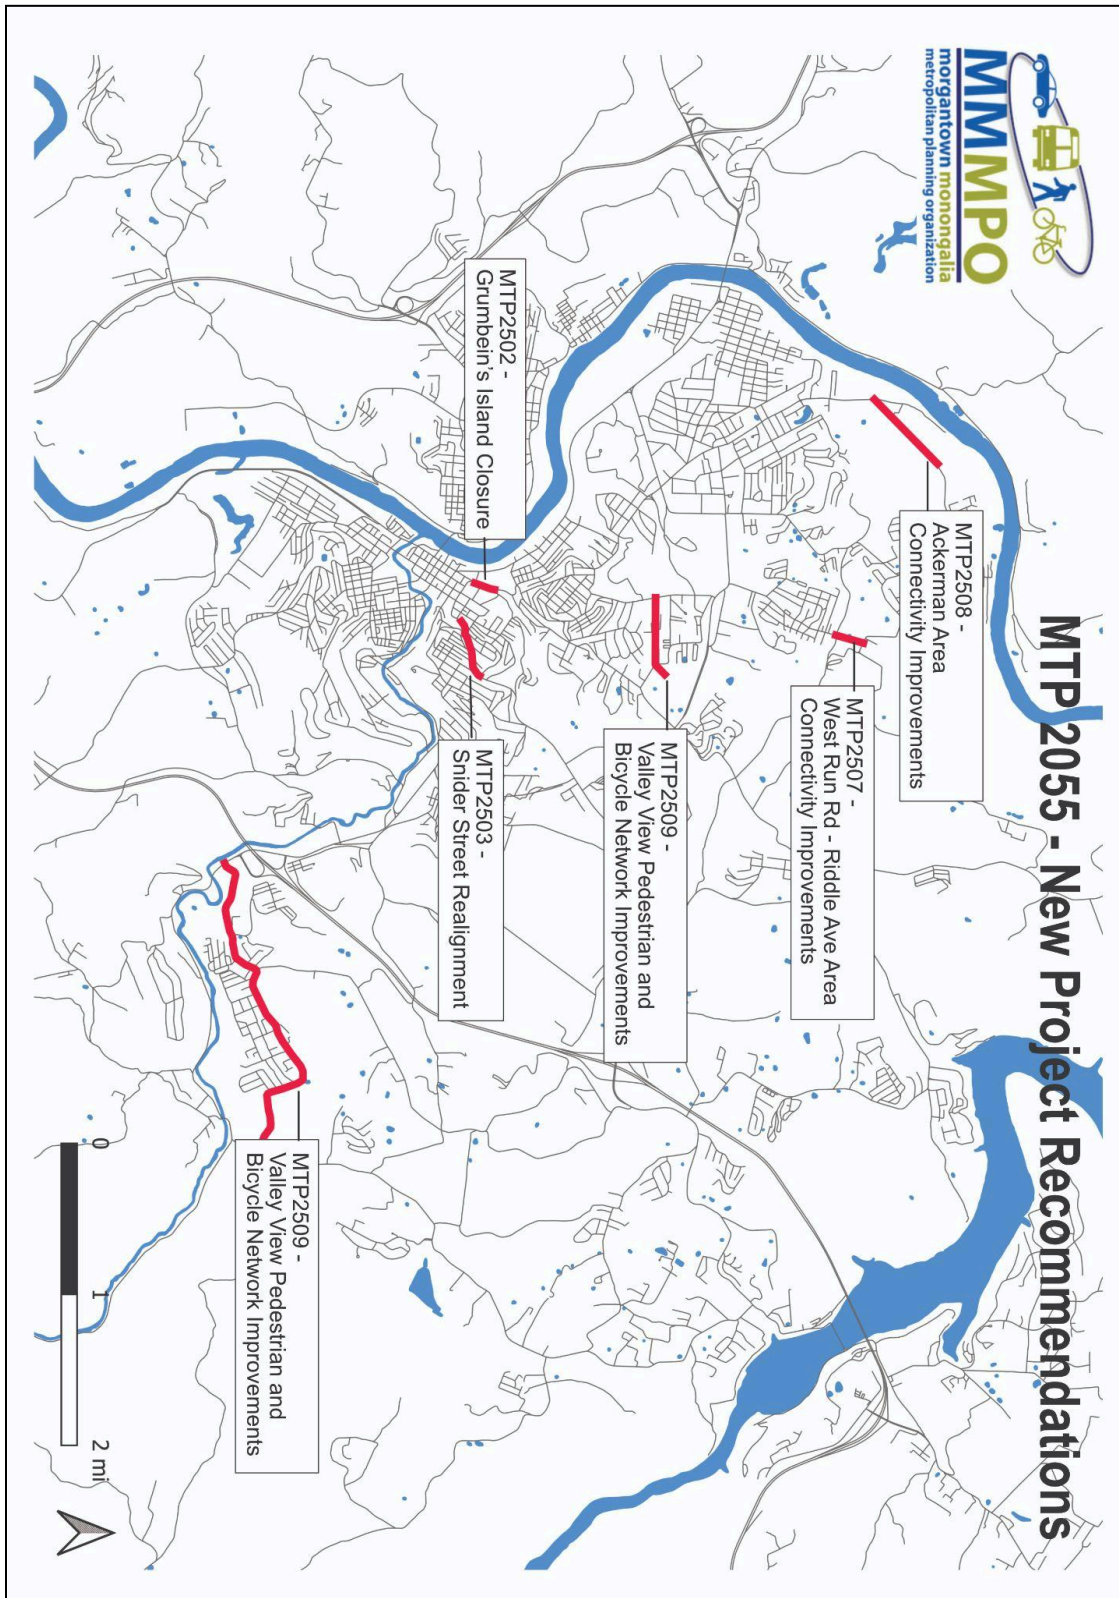 MMMPO
morgantown monongalia
metropolitan planning organization
MTP 2055 - New Project Recommendations
MTP2508 -
Ackerman Area
Connectivity Improvements
MTP2507 -
West Run Rd - Riddle Ave Area
Connectivity Improvements
MTP2509 -
Valley View Pedestrian and
Bicycle Network Improvements
MTP2502 -
Grumbein's Island Closure
MTP2503 -
Snider Street Realignment
MTP2509 -
Valley View Pedestrian and
Bicycle Network Improvements
0 1 2 mi